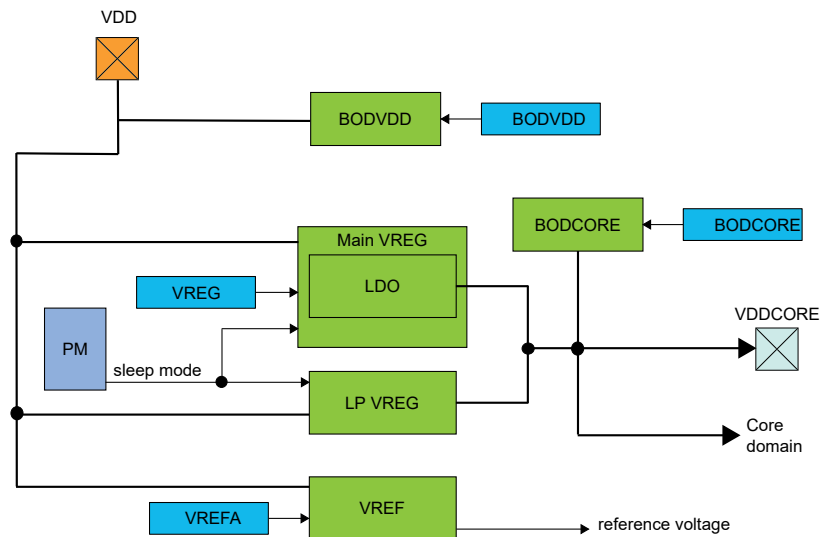 VDD
BODVDD
BODVDD
BODCORE
BODCORE
Main VREG
LDO
VREG
VDDCORE
PM
sleep mode
LP VREG
Core
domain
VREF
VREFA
reference voltage